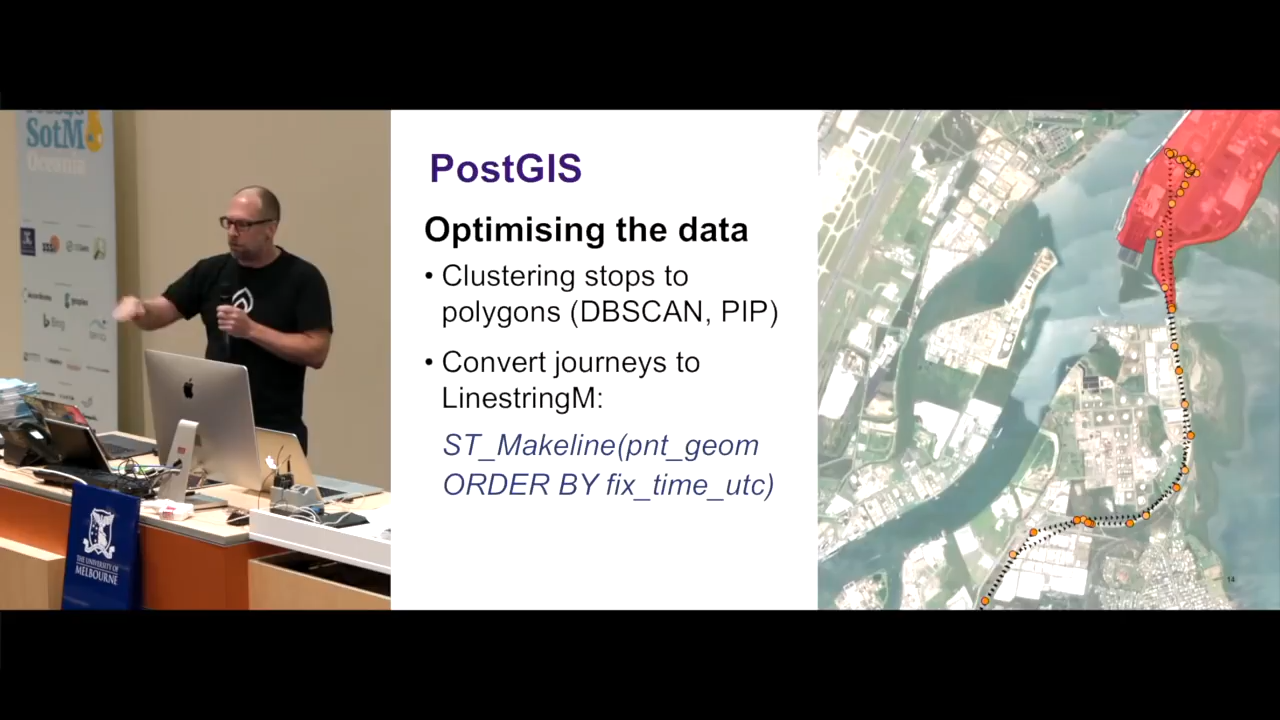 SotM
Oceania
bing
THE UNIVERSITY OF
MELBOURNE
PostGIS
Optimising the data
• Clustering stops to
polygons (DBSCAN, PIP)
• Convert journeys to
LinestringM:
ST_Makeline(pnt_geom
ORDER BY fix_time_utc)
14